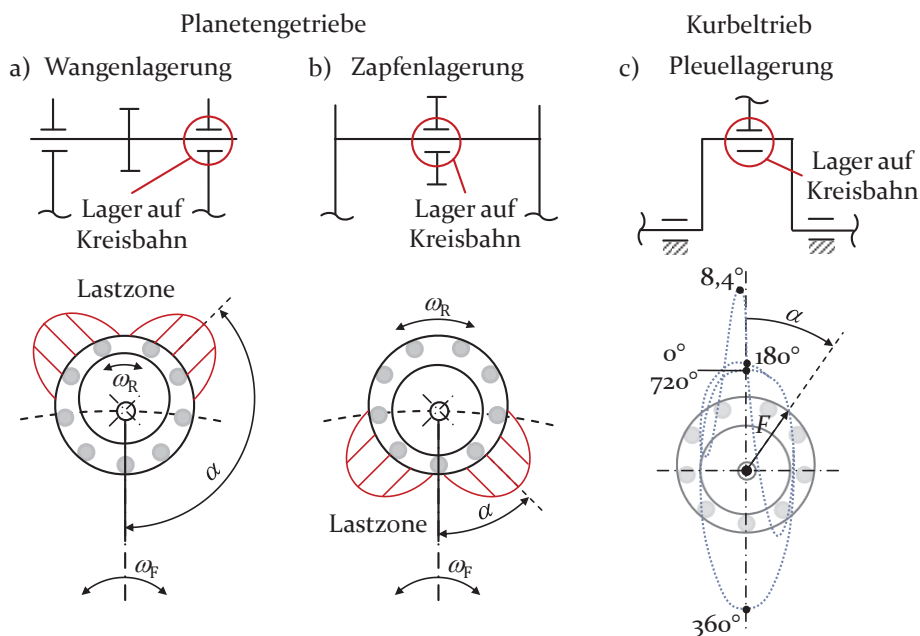 Planetengetriebe
Kurbeltrieb
a) Wangenlagerung
b) Zapfenlagerung
c) Pleuellagerung
Lager auf
Kreisbahn
Lager auf
Kreisbahn
Lager auf
Kreisbahn
Lastzone
ωR
α
ωF
ωR
Lastzone
α
ωF
8,4°
α
0°
720°
180°
F
360°